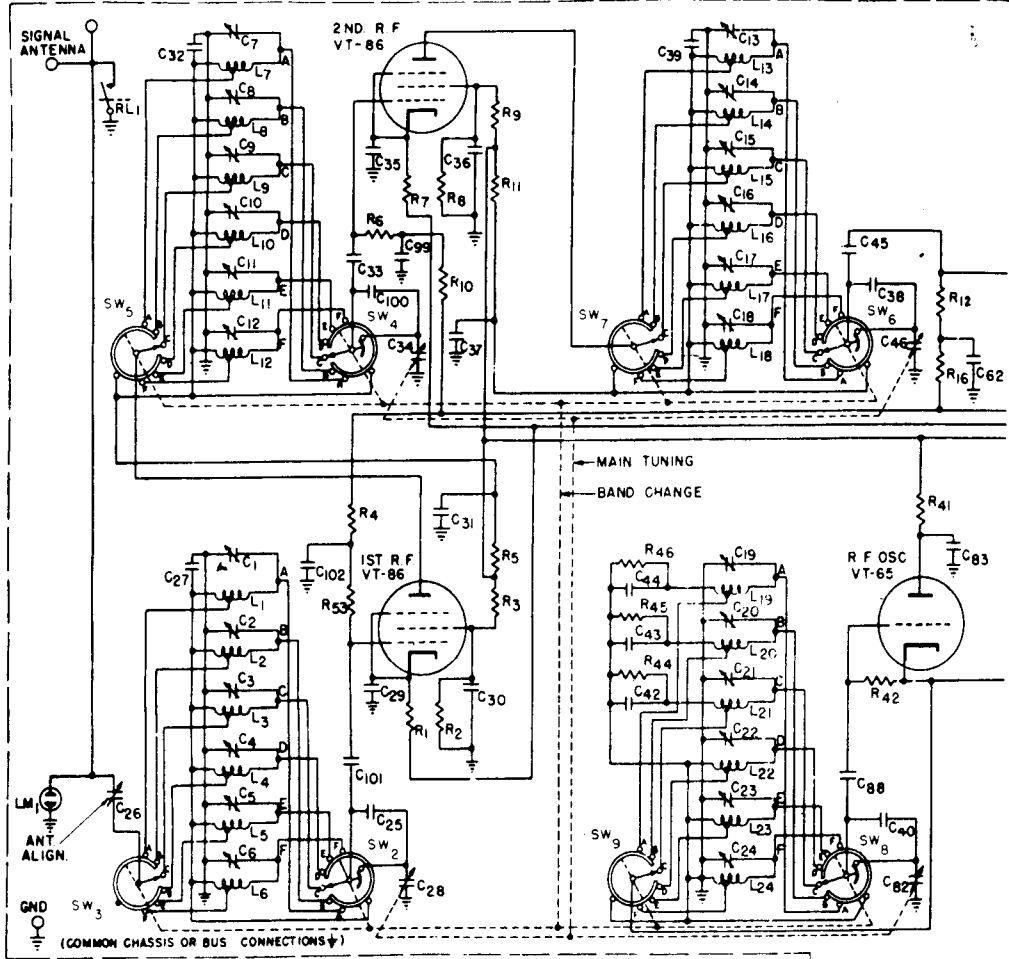 SIGNAL
ANTENNA
RL1
C32
C7
A
L7
C8
B
L8
C9
C
L9
C10
D
L10
C11
E
L11
C12
F
L12
SW5
SW4
2ND. R.F
VT-86
C35
R7
R8
C36
R9
R11
R6
C99
C33
R10
C100
C34
C37
C39
C13
A
L13
C14
B
L14
C15
C
L15
C16
D
L16
C17
E
L17
C18
F
L18
SW7
SW6
C45
C38
C46
R12
R16
C62
MAIN TUNING
BAND CHANGE
R4
C31
C102
R53
R5
R3
1ST R.F
VT-86
C29
R1
R2
C30
C101
C25
C28
C27
C1
A
L1
C2
B
L2
C3
C
L3
C4
D
L4
C5
E
L5
C6
F
L6
SW3
SW2
LM1
C26
ANT.
ALIGN.
GND
(COMMON CHASSIS OR BUS CONNECTIONS)
R46
C44
R45
C43
R44
C42
C19
A
L19
C20
B
L20
C21
C
L21
C22
D
L22
C23
E
L23
C24
F
L24
SW9
SW8
R41
C83
R F OSC
VT-65
R42
C88
C40
C82